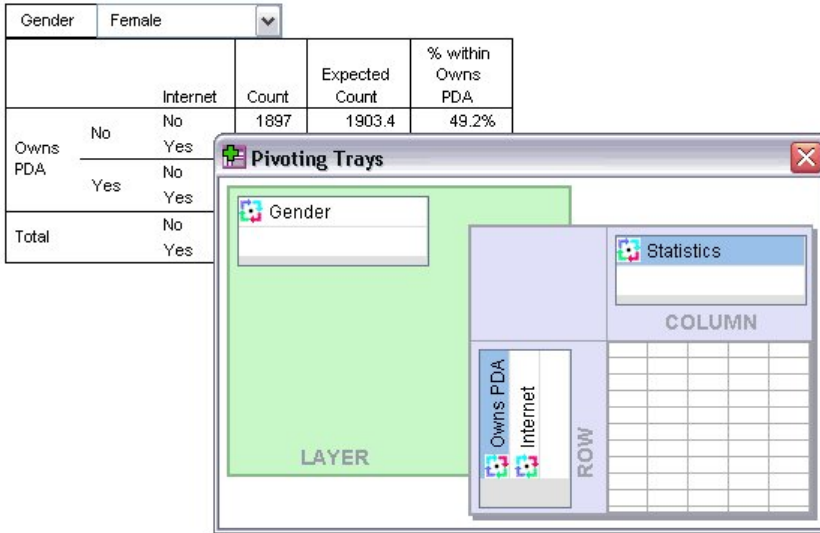 Gender Female
% within
Expected Owns
Internet Count Count PDA
No 1897 1903.4 49.2%
No
Yes
Owns
PDA
No
Yes
Yes
Total
No
Yes
Pivoting Trays
Gender
Statistics
COLUMN
Owns PDA
Internet
ROW
LAYER